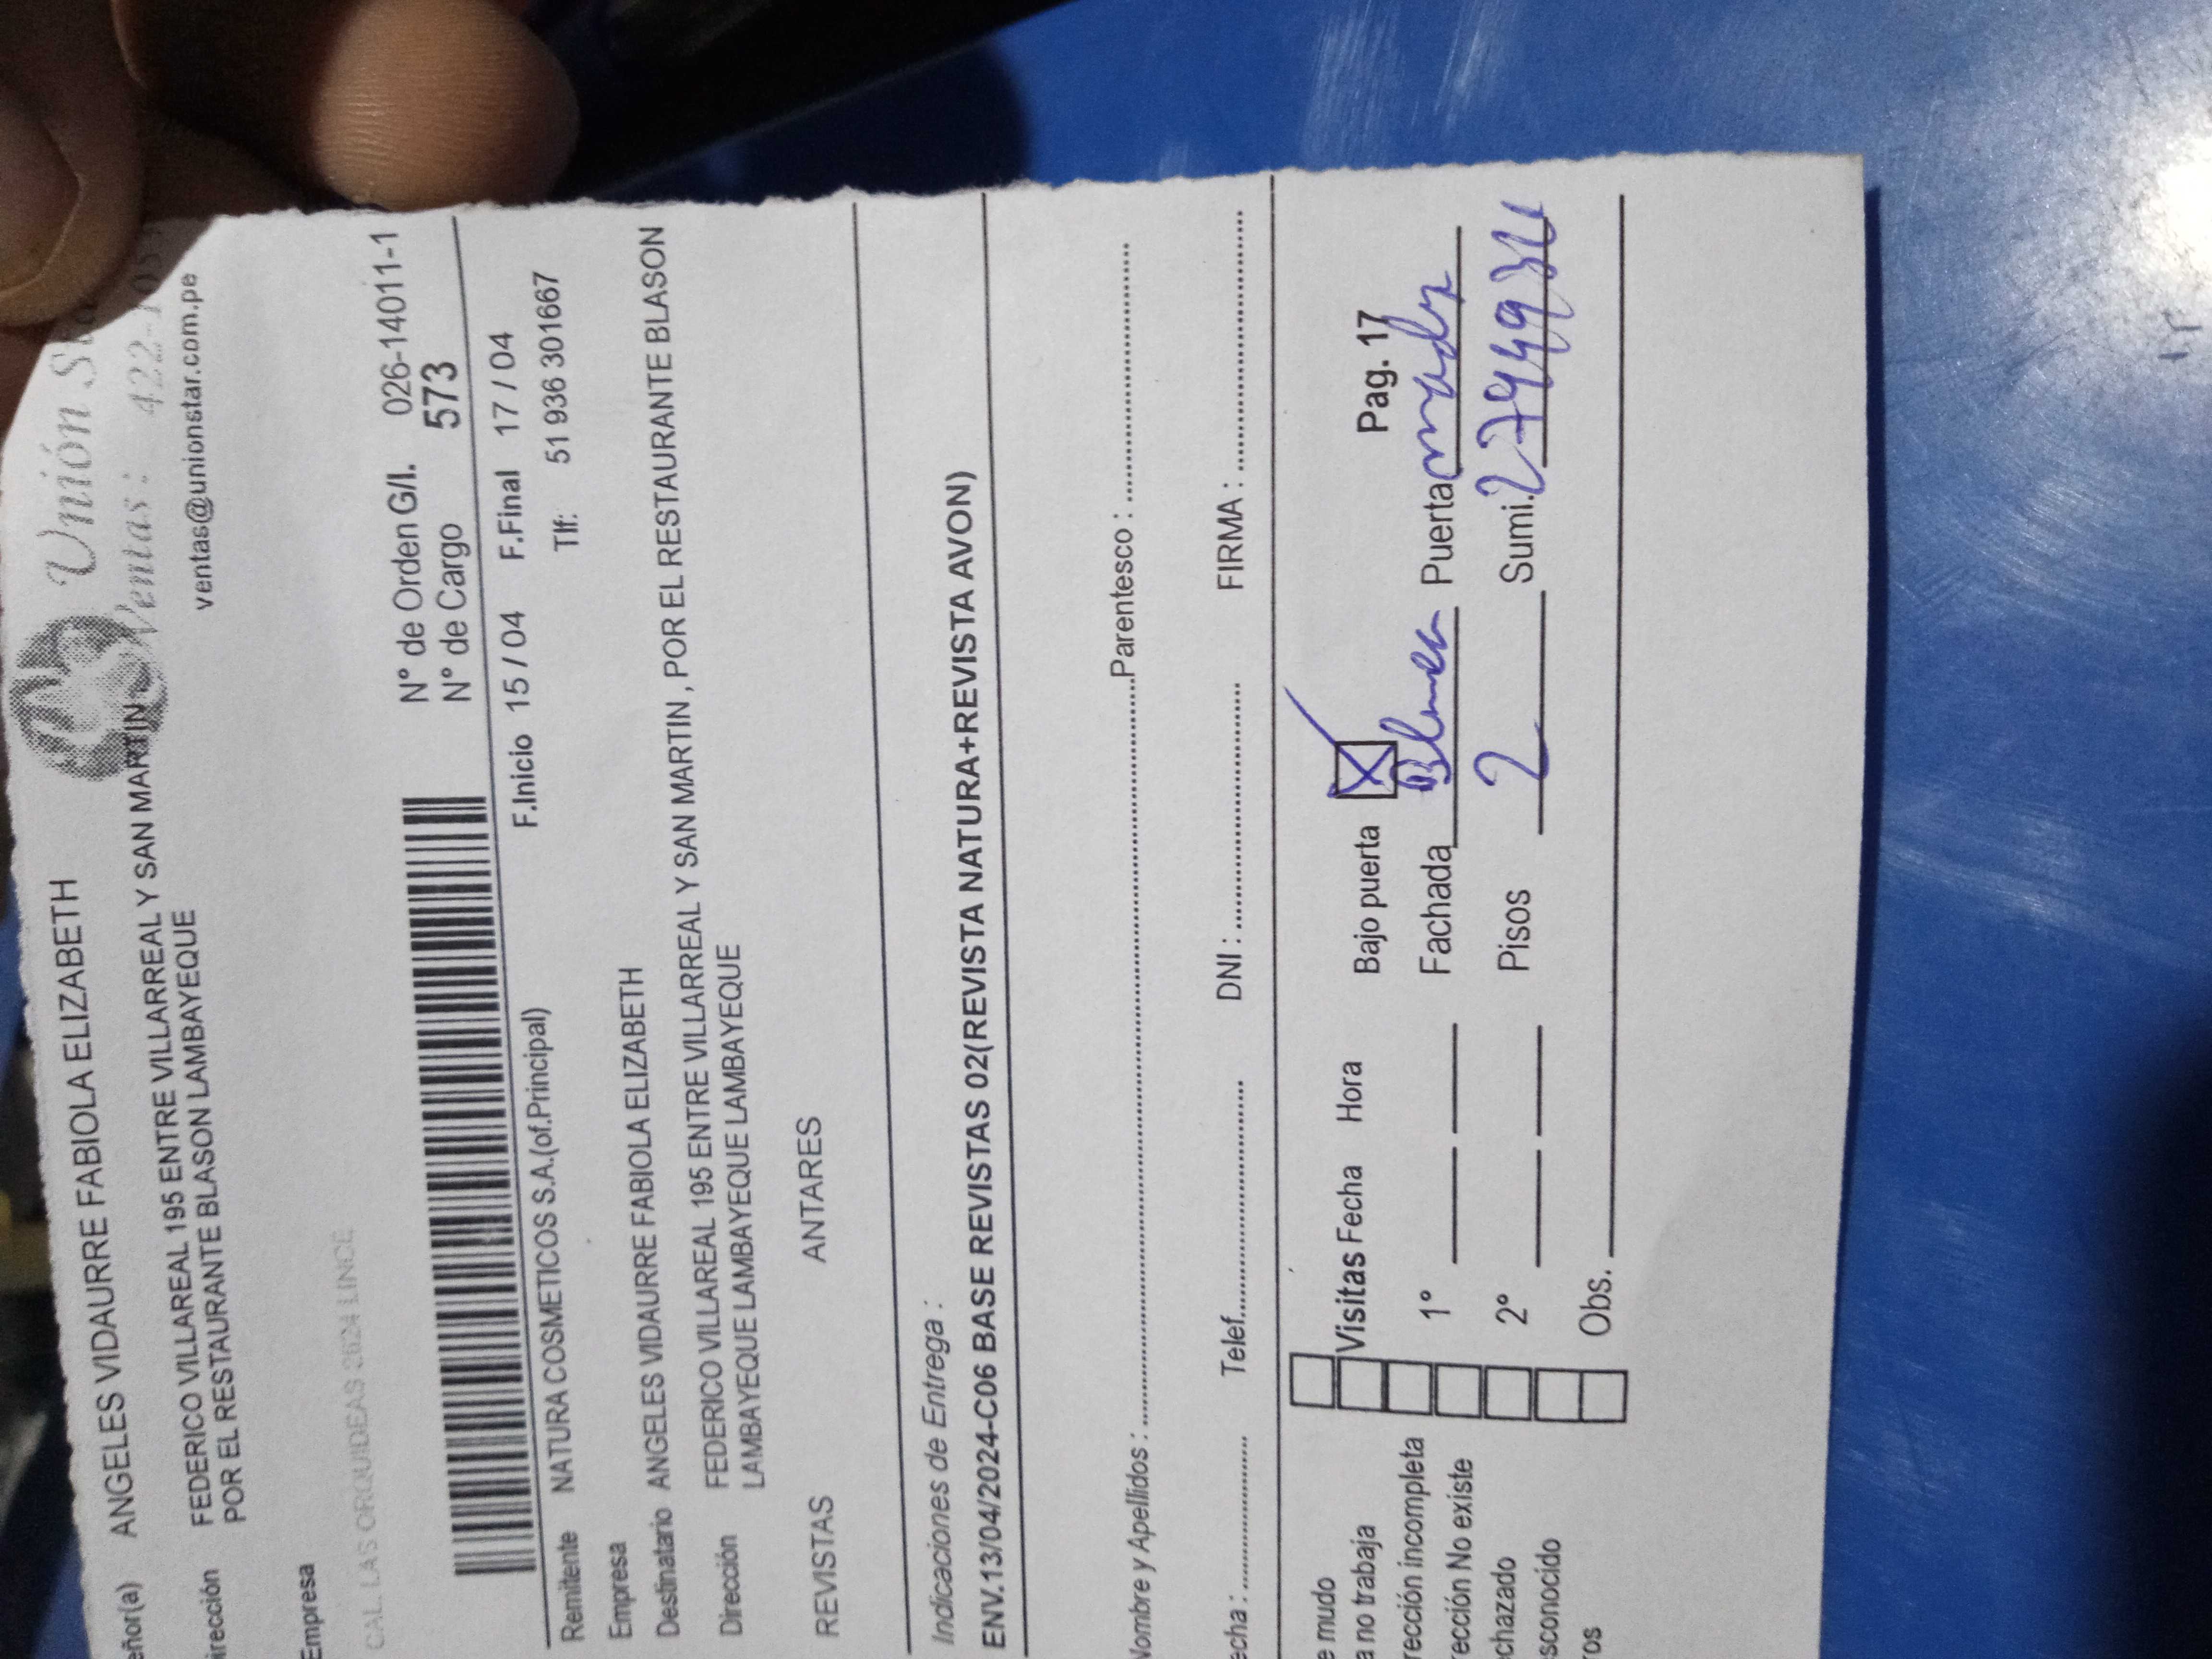 Unión
Ventas: 422-
ventas@unionstar.com.pe
eñor(a) ANGELES VIDAURRE FABIOLA ELIZABETH
irección FEDERICO VILLAREAL 195 ENTRE VILLARREAL Y SAN MARTIN
POR EL RESTAURANTE BLASON LAMBAYEQUE
Empresa
CAL. LAS ORQUIDEAS 2624 LINCE
N° de Orden G/I. 026-14011-1
N° de Cargo 573
F.Inicio 15 / 04 F.Final 17 / 04
Remitente NATURA COSMETICOS S.A.(of.Principal) Tlf: 51 936 301667
Empresa
Destinatario ANGELES VIDAURRE FABIOLA ELIZABETH
Dirección FEDERICO VILLAREAL 195 ENTRE VILLARREAL Y SAN MARTIN , POR EL RESTAURANTE BLASON
LAMBAYEQUE LAMBAYEQUE LAMBAYEQUE
REVISTAS ANTARES
Indicaciones de Entrega :
ENV.13/04/2024-C06 BASE REVISTAS 02(REVISTA NATURA+REVISTA AVON)
Nombre y Apellidos : Parentesco :
echa : Telef. DNI : FIRMA :
e mudo
a no trabaja Visitas Fecha Hora Bajo puerta X Pag. 17
rección incompleta 1° Fachada Blanca Puerta
rección No existe
echazado 2° Pisos 2 Sumi.
sconocido
ros Obs.